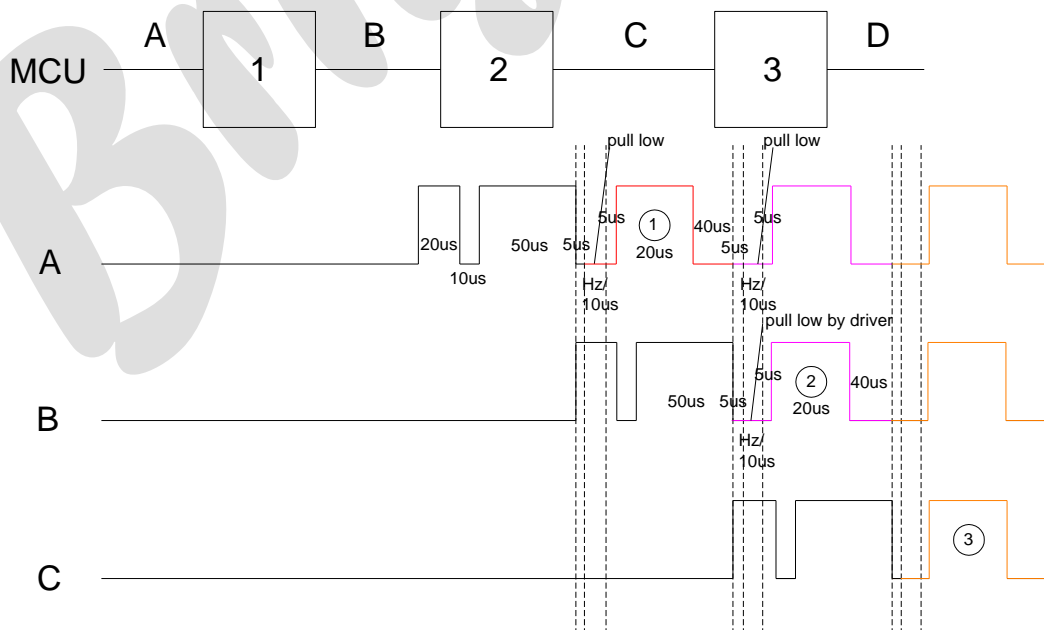 A B C D
MCU 1 2 3
pull low pull low
A 20us 10us 50us 5us 5us 1 20us 40us 5us 5us
Hz/ Hz/
10us 10us
pull low by driver
B 50us 5us 5us 2 20us 40us
Hz/
10us
C 3